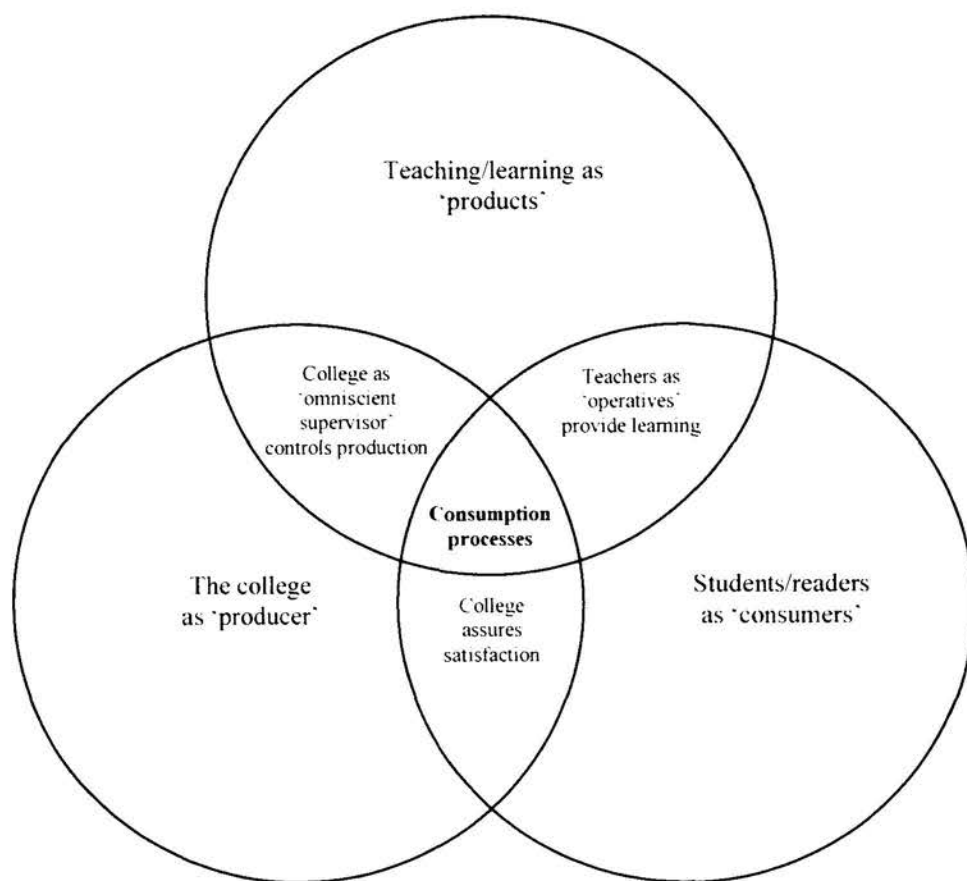 Teaching/learning as
'products'
College as
'omniscient
supervisor'
controls production
Teachers as
'operatives'
provide learning
Consumption
processes
The college
as 'producer'
Students/readers
as 'consumers'
College
assures
satisfaction